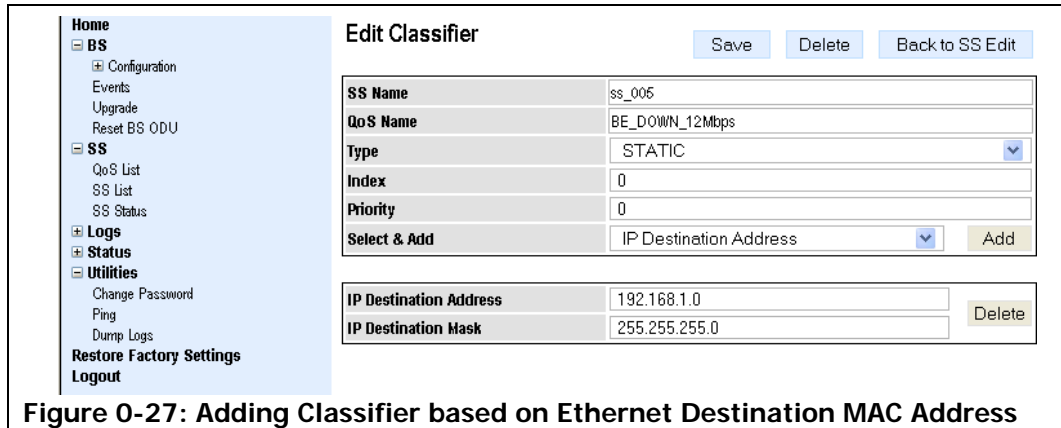 Home
BS
Configuration
Events
Upgrade
Reset BS ODU
SS
QoS List
SS List
SS Status
Logs
Status
Utilities
Change Password
Ping
Dump Logs
Restore Factory Settings
Logout
Edit Classifier
Save Delete Back to SS Edit
SS Name ss_005
QoS Name BE_DOWN_12Mbps
Type STATIC
Index 0
Priority 0
Select & Add IP Destination Address Add
IP Destination Address 192.168.1.0
IP Destination Mask 255.255.255.0
Delete
Figure 0-27: Adding Classifier based on Ethernet Destination MAC Address